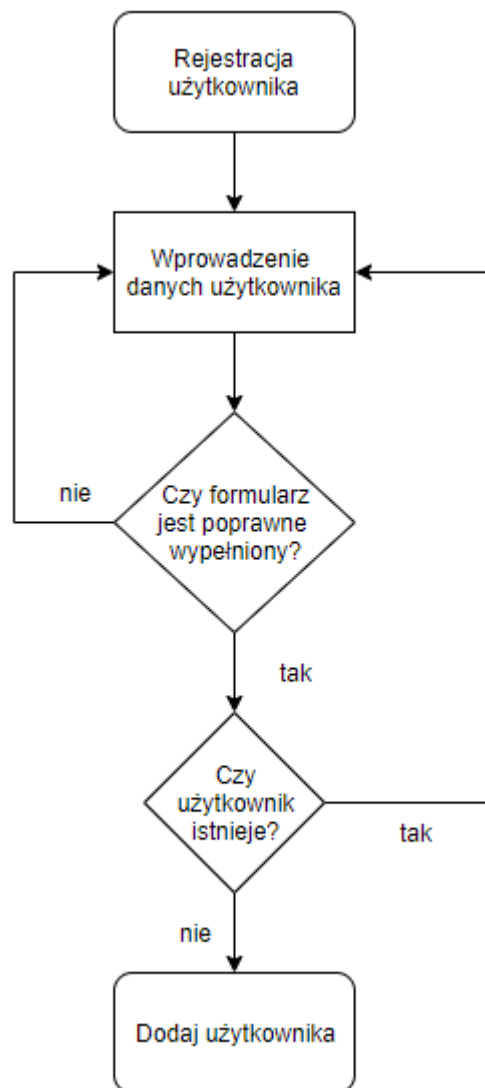 Rejestracja
użytkownika
Wprowadzenie
danych użytkownika
nie
Czy formularz
jest poprawne
wypełniony?
tak
Czy
użytkownik
istnieje?
tak
nie
Dodaj użytkownika